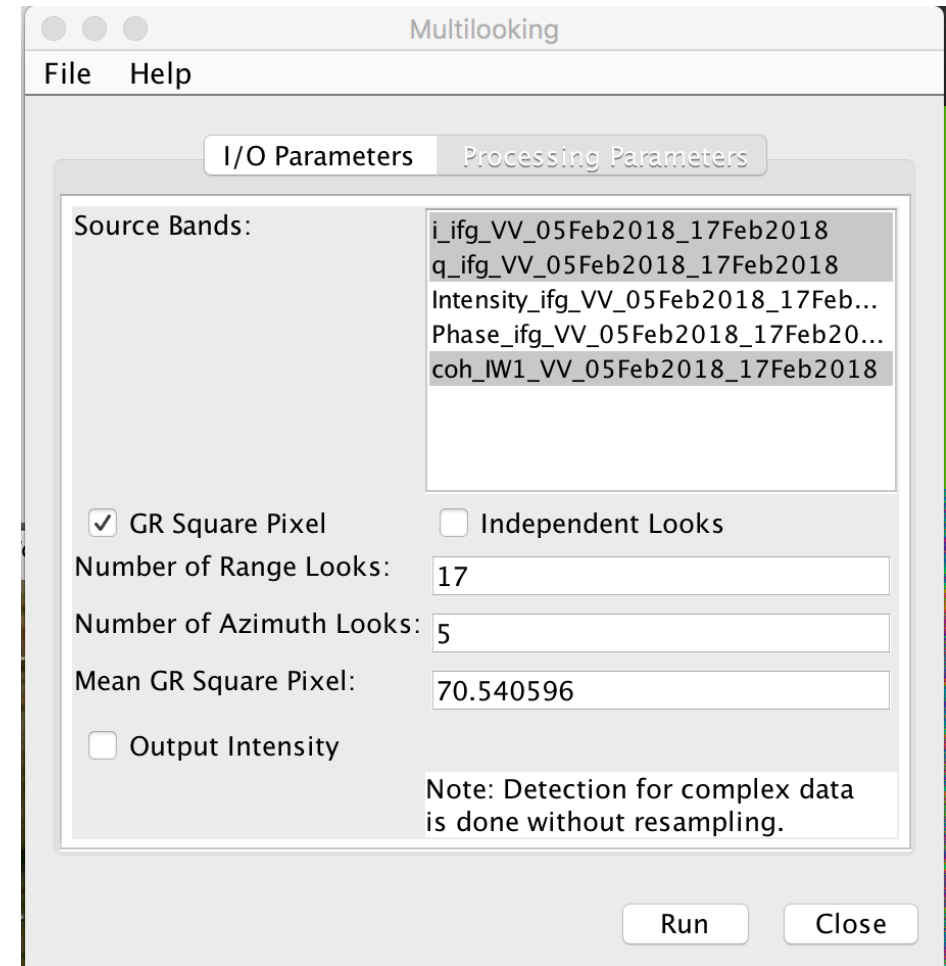 Multilooking
File Help
I/O Parameters Processing Parameters
Source Bands:
i_ifg_VV_05Feb2018_17Feb2018
q_ifg_VV_05Feb2018_17Feb2018
Intensity_ifg_VV_05Feb2018_17Feb...
Phase_ifg_VV_05Feb2018_17Feb20...
coh_IW1_VV_05Feb2018_17Feb2018
GR Square Pixel Independent Looks
Number of Range Looks: 17
Number of Azimuth Looks: 5
Mean GR Square Pixel: 70.540596
Output Intensity
Note: Detection for complex data
is done without resampling.
Run Close